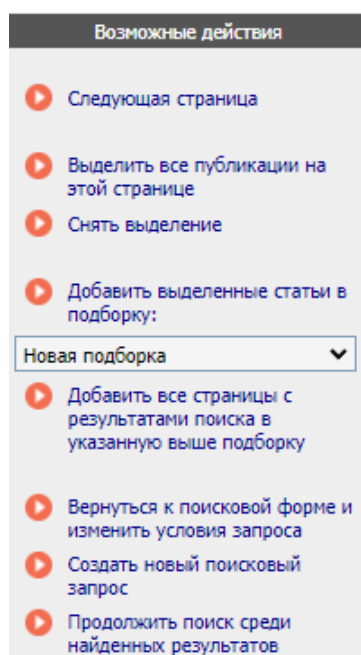 Возможные действия
Следующая страница
Выделить все публикации на
этой странице
Снять выделение
Добавить выделенные статьи в
подборку:
Новая подборка
Добавить все страницы с
результатами поиска в
указанную выше подборку
Вернуться к поисковой форме и
изменить условия запроса
Создать новый поисковый
запрос
Продолжить поиск среди
найденных результатов